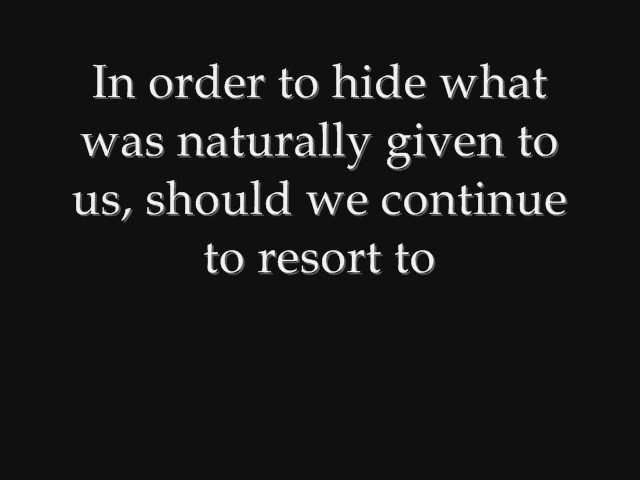 In order to hide what
was naturally given to
us, should we continue
to resort to